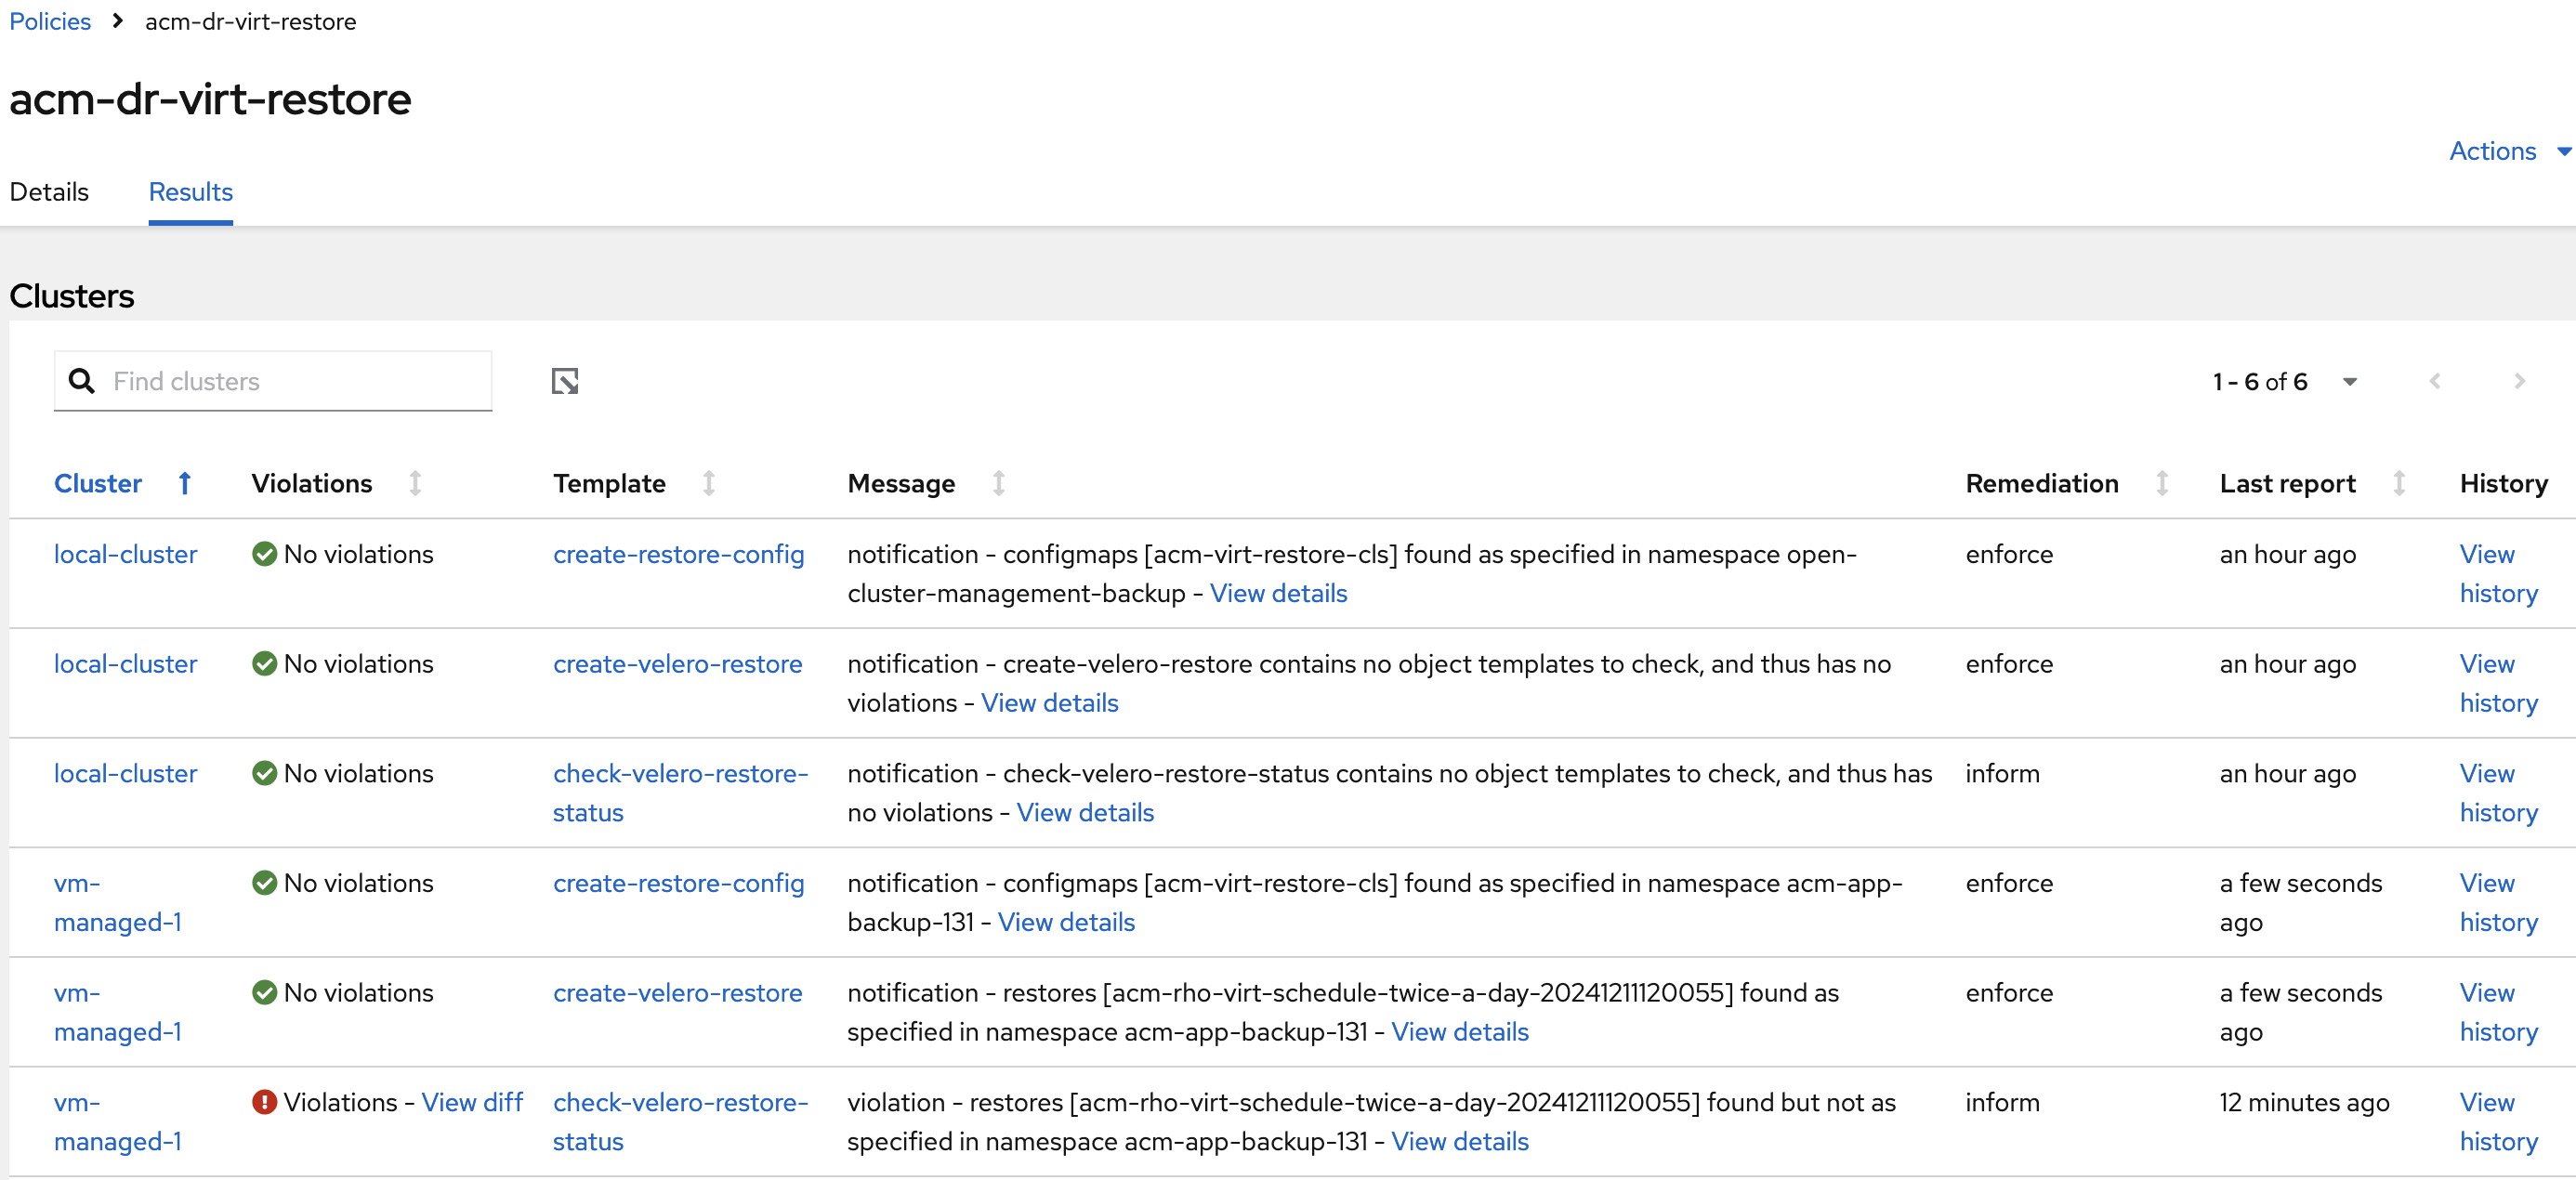 Policies > acm-dr-virt-restore
acm-dr-virt-restore
Actions
Details Results
Clusters
Find clusters 1 - 6 of 6
Cluster Violations Template Message Remediation Last report History
local-cluster No violations create-restore-config notification - configmaps [acm-virt-restore-cls] found as specified in namespace open- enforce an hour ago View
cluster-management-backup - View details history
local-cluster No violations create-velero-restore notification - create-velero-restore contains no object templates to check, and thus has no enforce an hour ago View
violations - View details history
local-cluster No violations check-velero-restore- notification - check-velero-restore-status contains no object templates to check, and thus has inform an hour ago View
status no violations - View details history
vm- No violations create-restore-config notification - configmaps [acm-virt-restore-cls] found as specified in namespace acm-app- enforce a few seconds View
managed-1 backup-131 - View details ago history
vm- No violations create-velero-restore notification - restores [acm-rho-virt-schedule-twice-a-day-20241211120055] found as enforce a few seconds View
managed-1 specified in namespace acm-app-backup-131 - View details ago history
vm- Violations - View diff check-velero-restore- violation - restores [acm-rho-virt-schedule-twice-a-day-20241211120055] found but not as inform 12 minutes ago View
managed-1 status specified in namespace acm-app-backup-131 - View details history